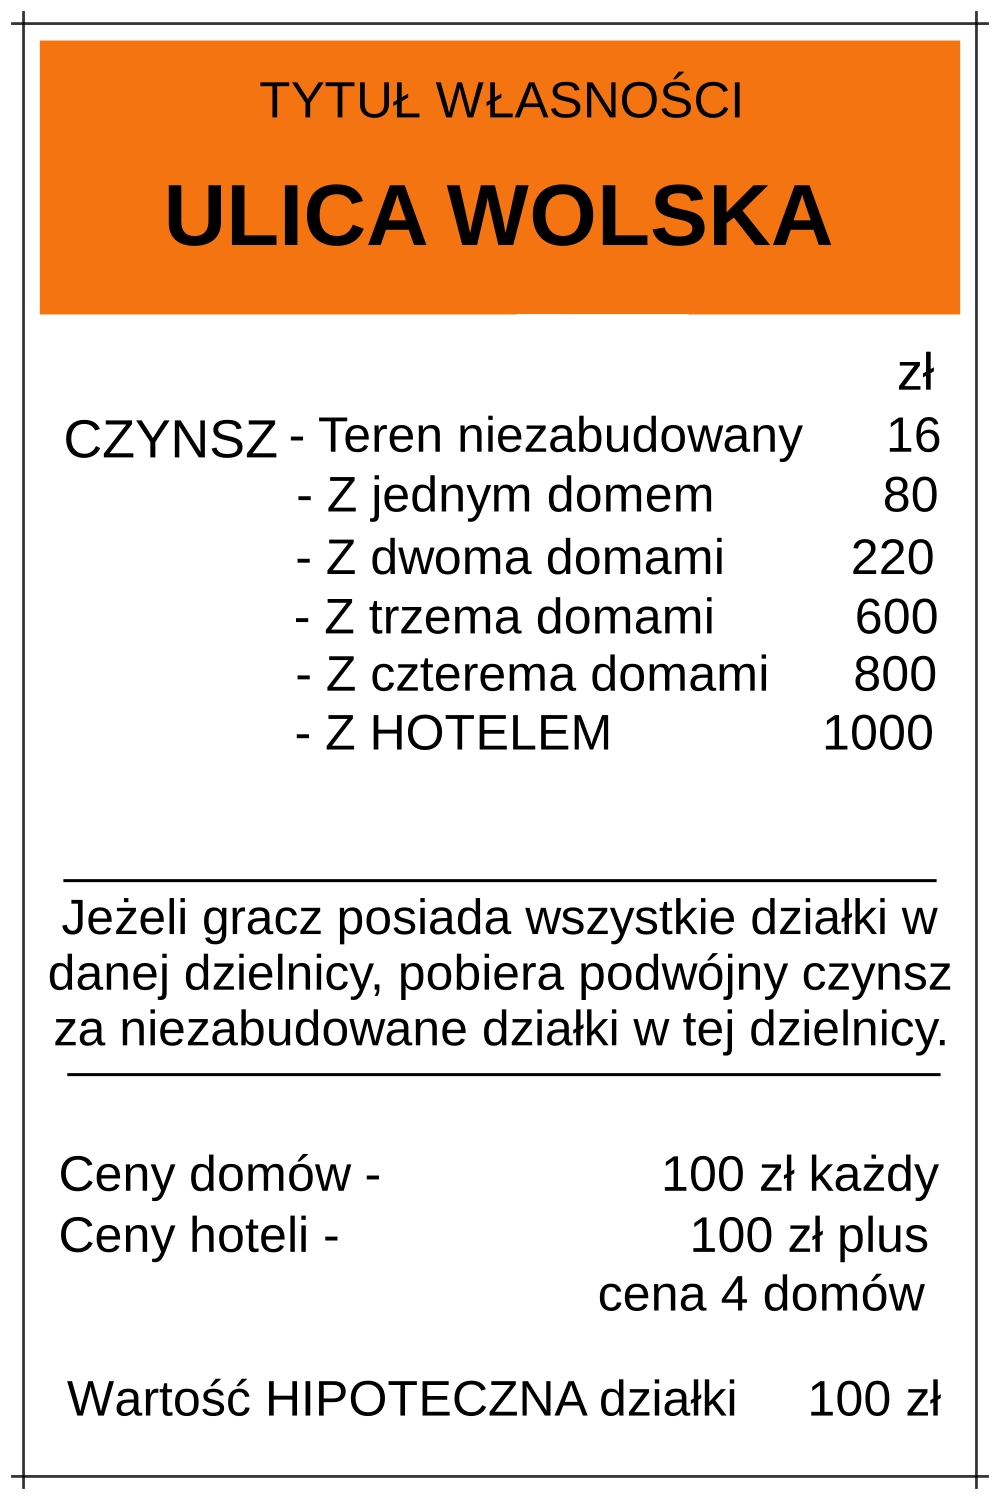 TYTUŁ WŁASNOŚCI
ULICA WOLSKA
zł
CZYNSZ - Teren niezabudowany 16
- Z jednym domem 80
- Z dwoma domami 220
- Z trzema domami 600
- Z czterema domami 800
- Z HOTELEM 1000
Jeżeli gracz posiada wszystkie działki w
danej dzielnicy, pobiera podwójny czynsz
za niezabudowane działki w tej dzielnicy.
Ceny domów - 100 zł każdy
Ceny hoteli - 100 zł plus
cena 4 domów
Wartość HIPOTECZNA działki 100 zł